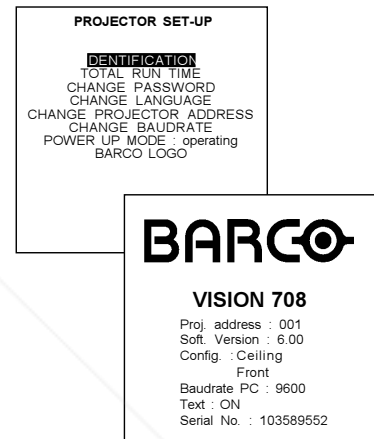 PROJECTOR SET-UP
DENTIFICATION
TOTAL RUN TIME
CHANGE PASSWORD
CHANGE LANGUAGE
CHANGE PROJECTOR ADDRESS
CHANGE BAUDRATE
POWER UP MODE : operating
BARCO LOGO
BARCO
VISION 708
Proj. address : 001
Soft. Version : 6.00
Config. : Ceiling
Front
Baudrate PC : 9600
Text : ON
Serial No. : 103589552